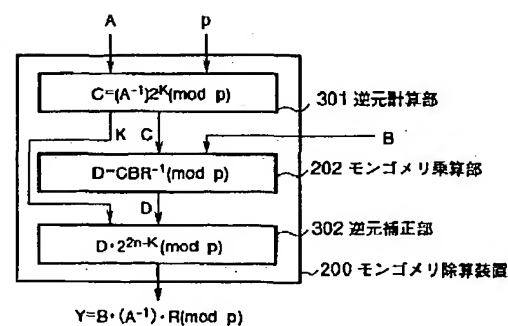 A p
C=(A⁻¹)2ᴷ(mod p)
301 逆元計算部
K C B
D=CBR⁻¹(mod p)
202 モンゴメリ乗算部
D
302 逆元補正部
D・2²ⁿ⁻ᴷ(mod p)
200 モンゴメリ除算装置
Y=B・(A⁻¹)・R(mod p)